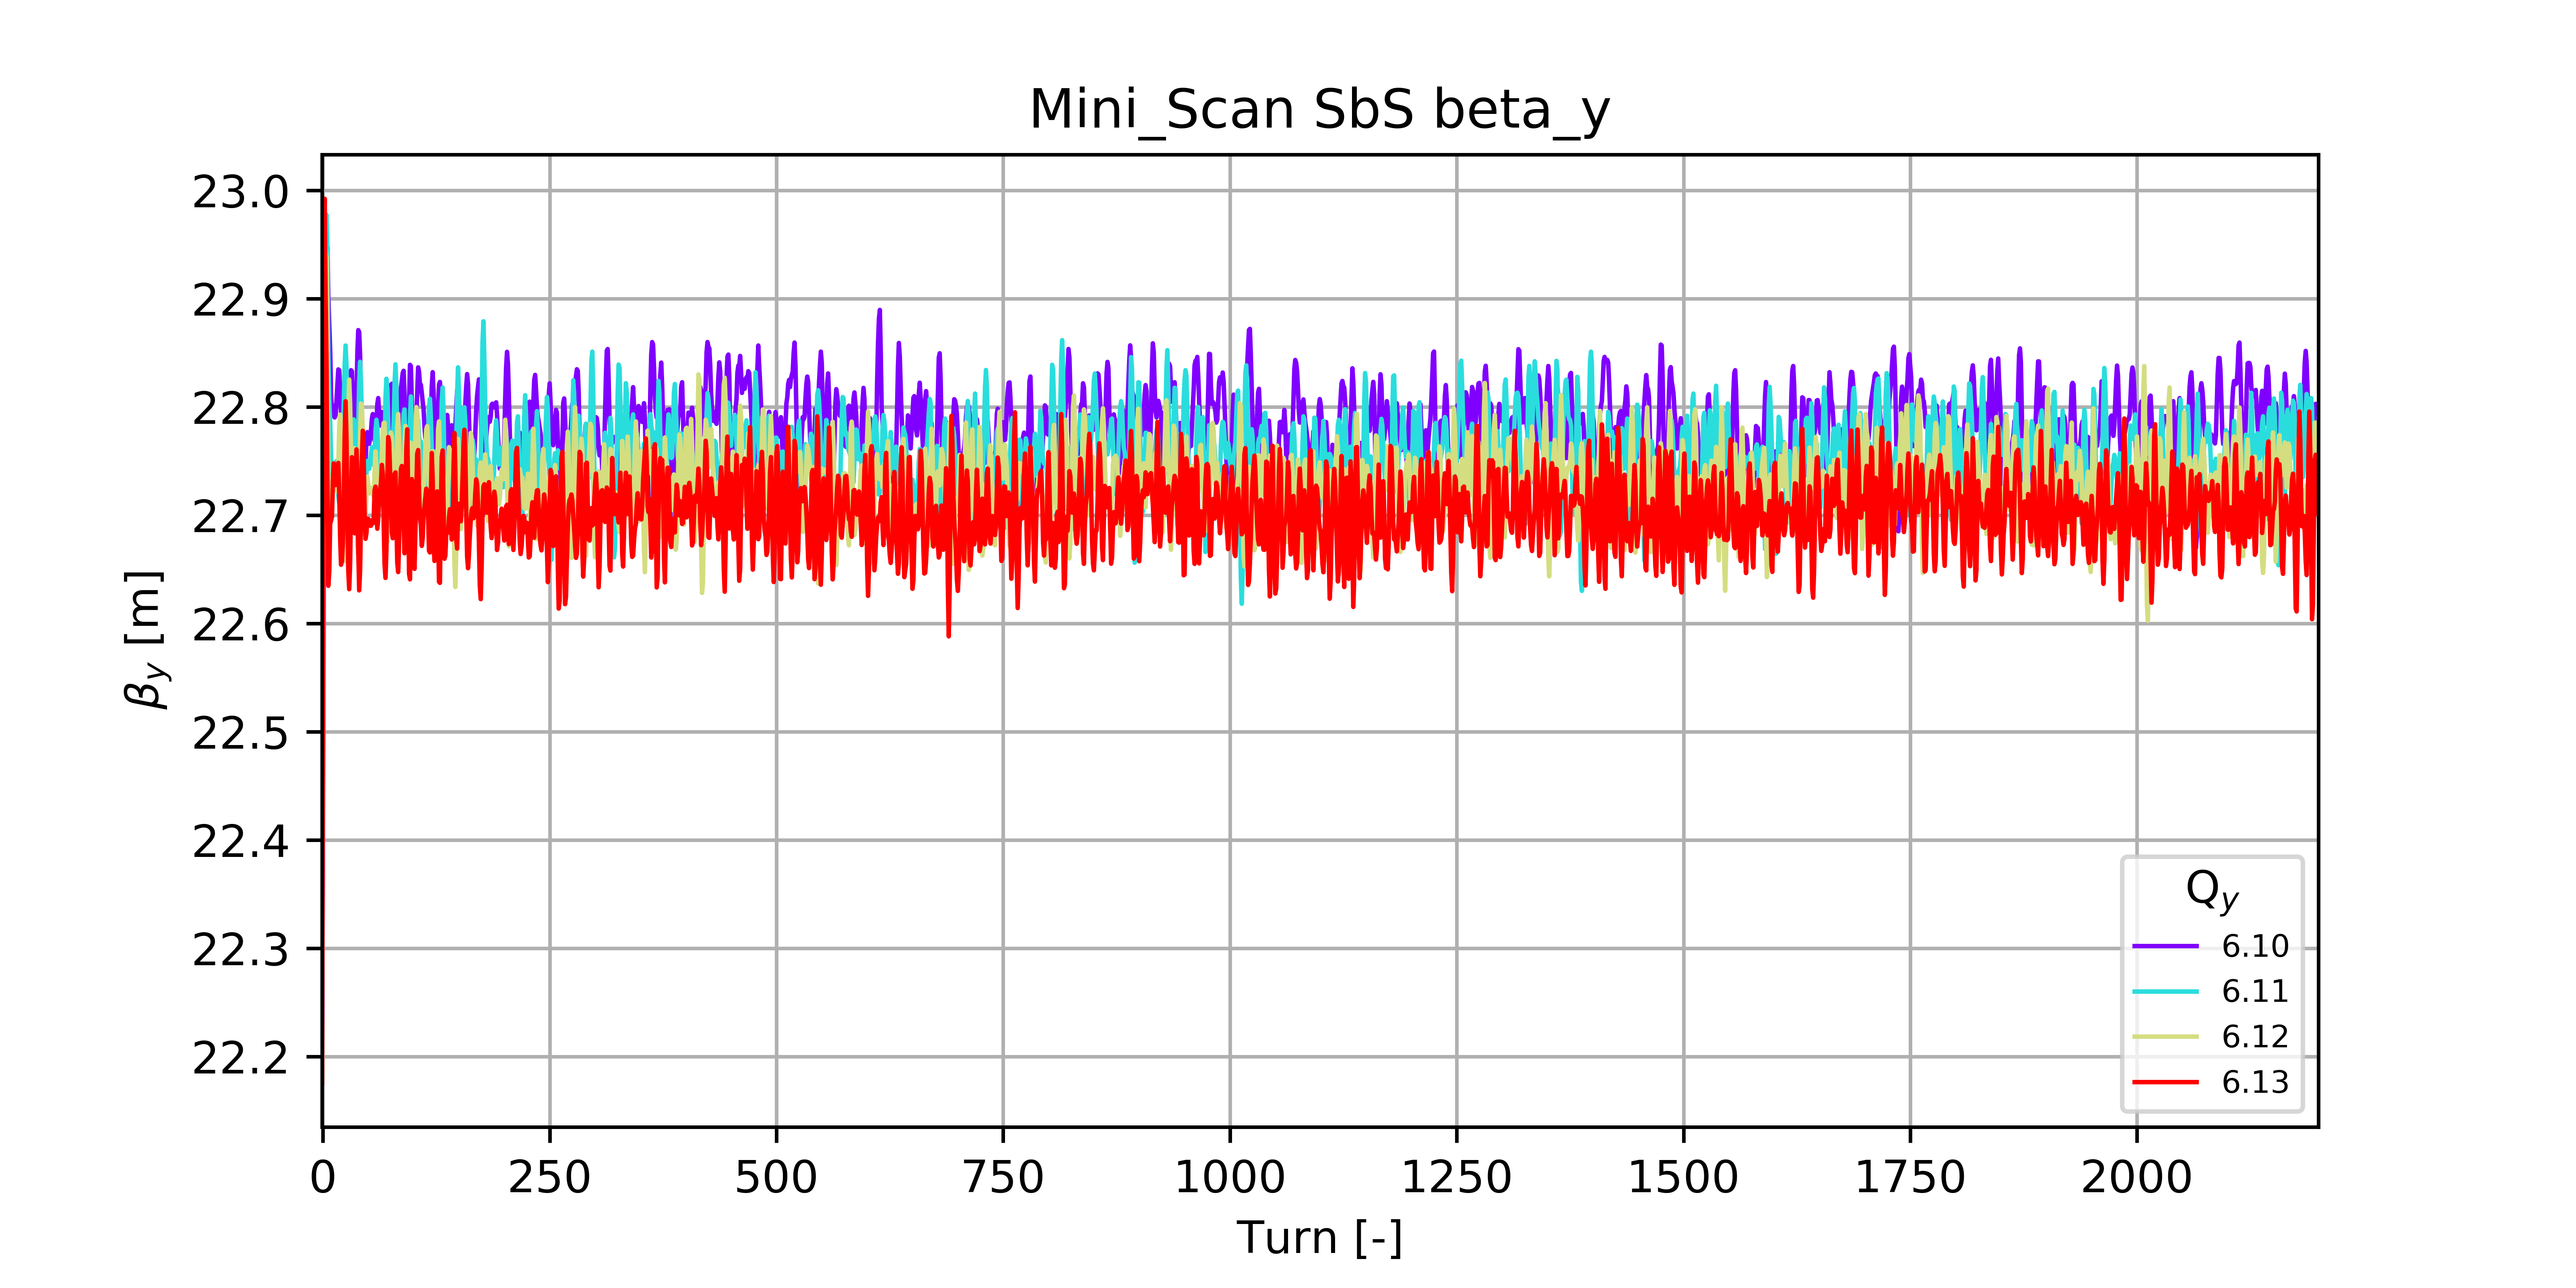 Mini_Scan SbS beta_y
23.0
22.9
22.8
22.7
22.6
22.5
22.4
22.3
22.2
β_y [m]
0 250 500 750 1000 1250 1500 1750 2000
Turn [-]
Q_y
6.10
6.11
6.12
6.13